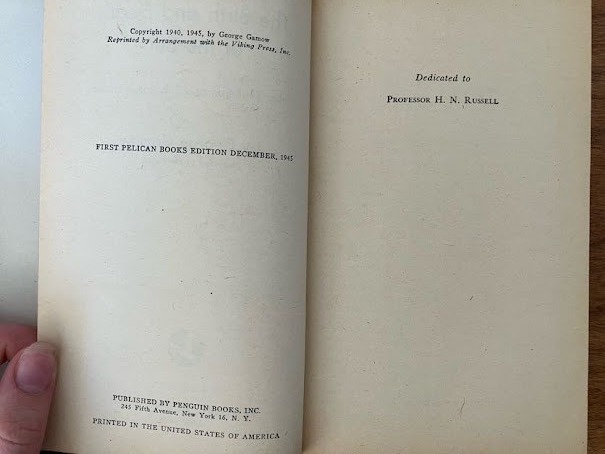 Copyright 1940, 1945, by George Gamow
Reprinted by Arrangement with the Viking Press, Inc.
FIRST PELICAN BOOKS EDITION DECEMBER, 1945
PUBLISHED BY PENGUIN BOOKS, INC.
245 Fifth Avenue, New York 16, N. Y.
PRINTED IN THE UNITED STATES OF AMERICA
Dedicated to
PROFESSOR H. N. RUSSELL